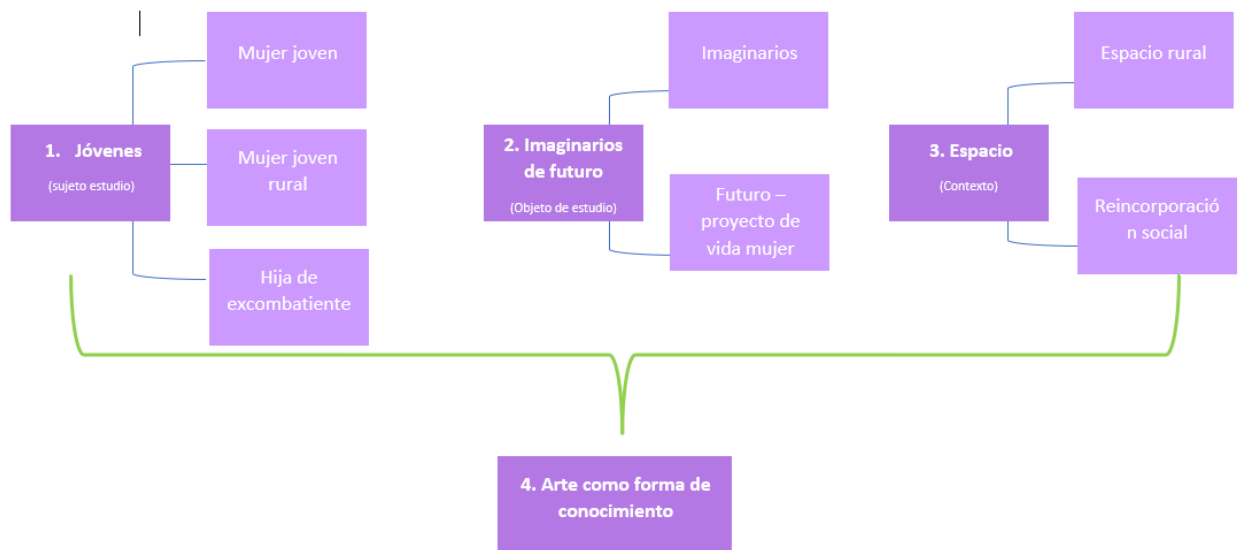 Mujer joven
1. Jóvenes
(sujeto estudio)
Mujer joven
rural
Hija de
excombatiente
2. Imaginarios
de futuro
(Objeto de estudio)
Imaginarios
Futuro –
proyecto de
vida mujer
3. Espacio
(Contexto)
Espacio rural
Reincorporació
n social
4. Arte como forma de
conocimiento